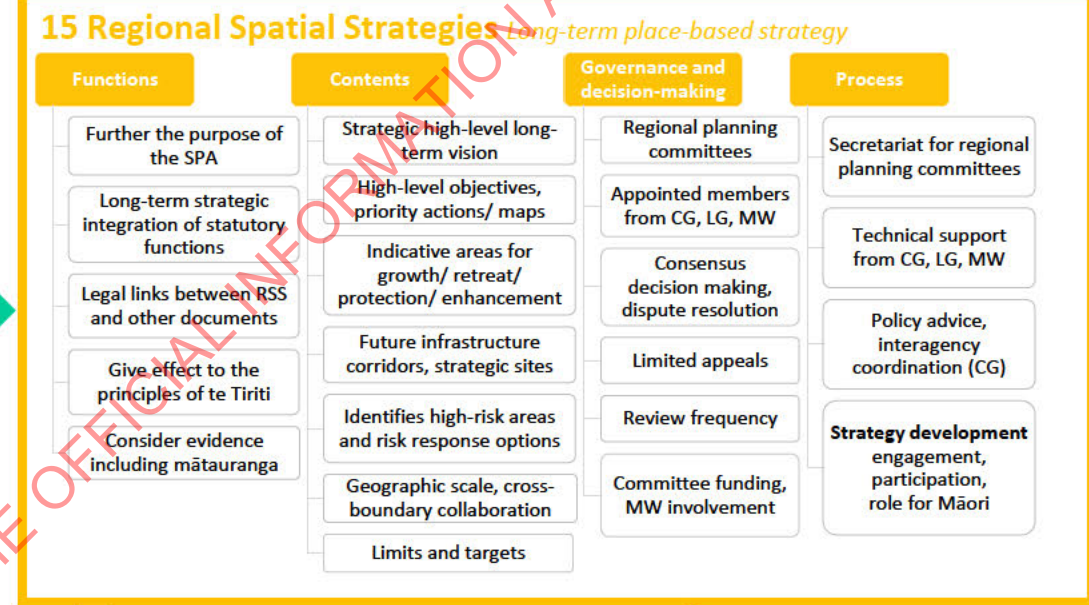 15 Regional Spatial Strategies Long-term place-based strategy
Functions
Further the purpose of
the SPA
Long-term strategic
integration of statutory
functions
Legal links between RSS
and other documents
Give effect to the
principles of te Tiriti
Consider evidence
including mātauranga
Contents
Strategic high-level long-
term vision
High-level objectives,
priority actions/ maps
Indicative areas for
growth/ retreat/
protection/ enhancement
Future infrastructure
corridors, strategic sites
Identifies high-risk areas
and risk response options
Geographic scale, cross-
boundary collaboration
Limits and targets
Governance and
decision-making
Regional planning
committees
Appointed members
from CG, LG, MW
Consensus
decision making,
dispute resolution
Limited appeals
Review frequency
Committee funding,
MW involvement
Process
Secretariat for regional
planning committees
Technical support
from CG, LG, MW
Policy advice,
interagency
coordination (CG)
Strategy development
engagement,
participation,
role for Māori
OFFICIAL INFORMATION